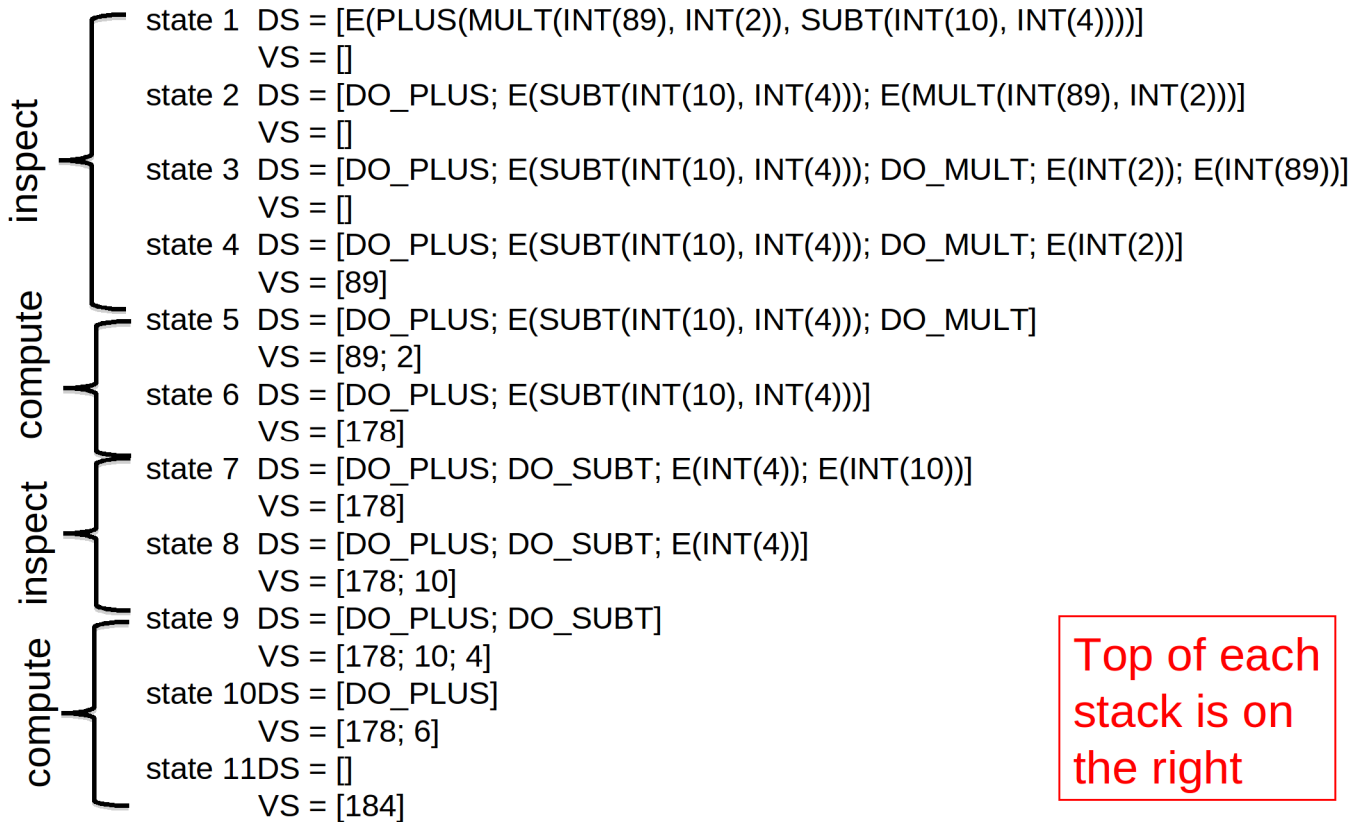 state 1 DS = [E(PLUS(MULT(INT(89), INT(2)), SUBT(INT(10), INT(4))))]
VS = []
state 2 DS = [DO_PLUS; E(SUBT(INT(10), INT(4))); E(MULT(INT(89), INT(2)))]
VS = []
state 3 DS = [DO_PLUS; E(SUBT(INT(10), INT(4))); DO_MULT; E(INT(2)); E(INT(89))]
VS = []
state 4 DS = [DO_PLUS; E(SUBT(INT(10), INT(4))); DO_MULT; E(INT(2))]
VS = [89]
inspect
state 5 DS = [DO_PLUS; E(SUBT(INT(10), INT(4))); DO_MULT]
VS = [89; 2]
state 6 DS = [DO_PLUS; E(SUBT(INT(10), INT(4)))]
VS = [178]
compute
state 7 DS = [DO_PLUS; DO_SUBT; E(INT(4)); E(INT(10))]
VS = [178]
state 8 DS = [DO_PLUS; DO_SUBT; E(INT(4))]
VS = [178; 10]
inspect
state 9 DS = [DO_PLUS; DO_SUBT]
VS = [178; 10; 4]
state 10DS = [DO_PLUS]
VS = [178; 6]
state 11DS = []
VS = [184]
compute
Top of each
stack is on
the right